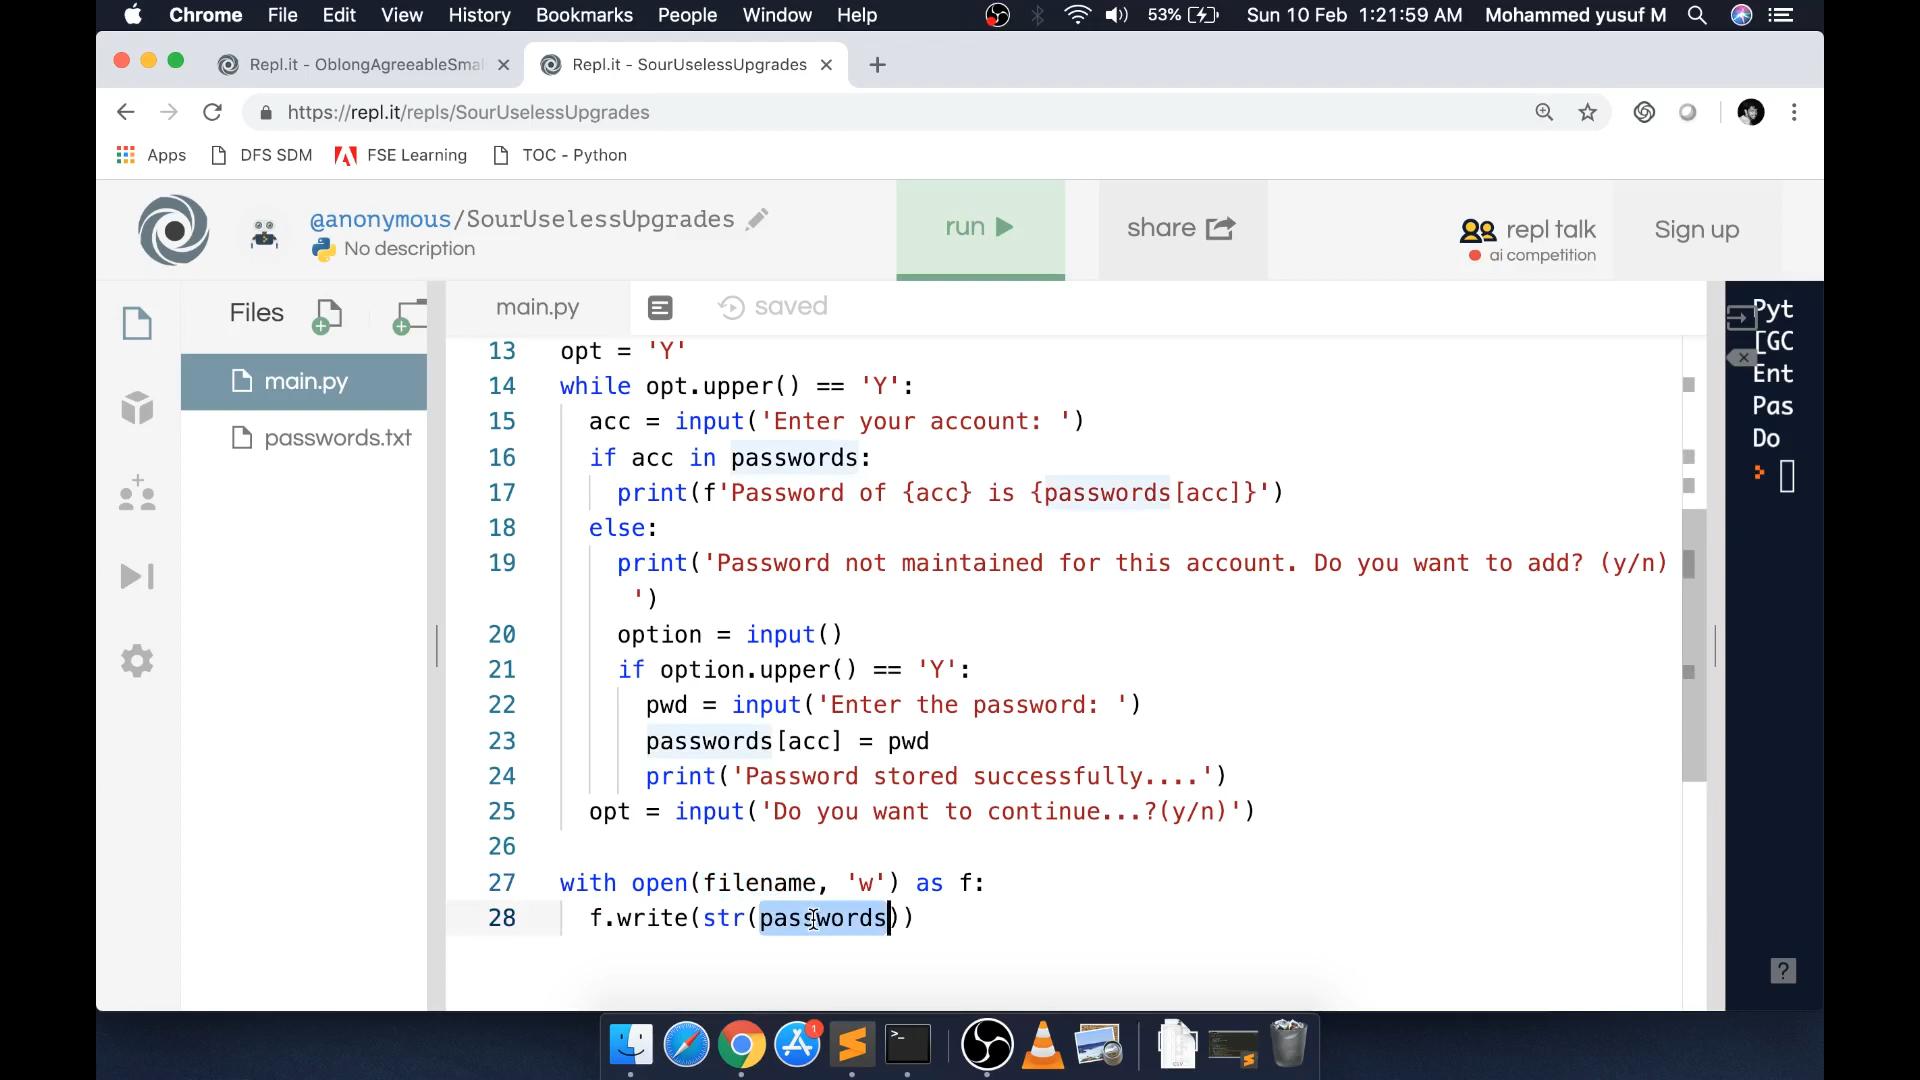 Chrome File Edit View History Bookmarks People Window Help 53% Sun 10 Feb 1:21:59 AM Mohammed yusuf M
Repl.it - OblongAgreeableSmal Repl.it - SourUselessUpgrades
https://repl.it/repls/SourUselessUpgrades
Apps DFS SDM FSE Learning TOC - Python
@anonymous/SourUselessUpgrades
No description
run
share
repl talk
ai competition
Sign up
Files
main.py
passwords.txt
main.py saved
13 opt = 'Y'
14 while opt.upper() == 'Y':
15 acc = input('Enter your account: ')
16 if acc in passwords:
17 print(f'Password of {acc} is {passwords[acc]}')
18 else:
19 print('Password not maintained for this account. Do you want to add? (y/n)
')
20 option = input()
21 if option.upper() == 'Y':
22 pwd = input('Enter the password: ')
23 passwords[acc] = pwd
24 print('Password stored successfully....')
25 opt = input('Do you want to continue...?(y/n)')
26
27 with open(filename, 'w') as f:
28 f.write(str(passwords))
Pyt
[GC
Ent
Pas
Do
?
1